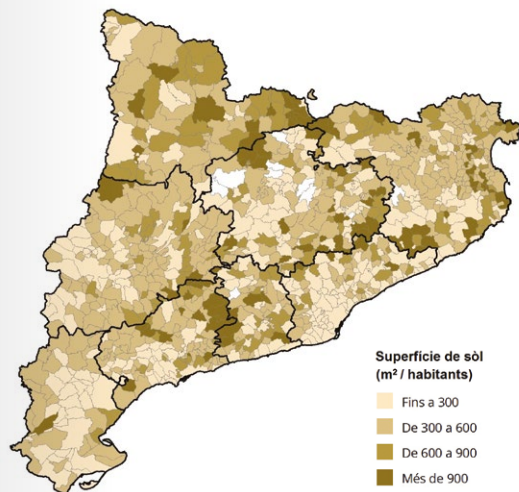 Superfície de sòl
(m² / habitants)
Fins a 300
De 300 a 600
De 600 a 900
Més de 900